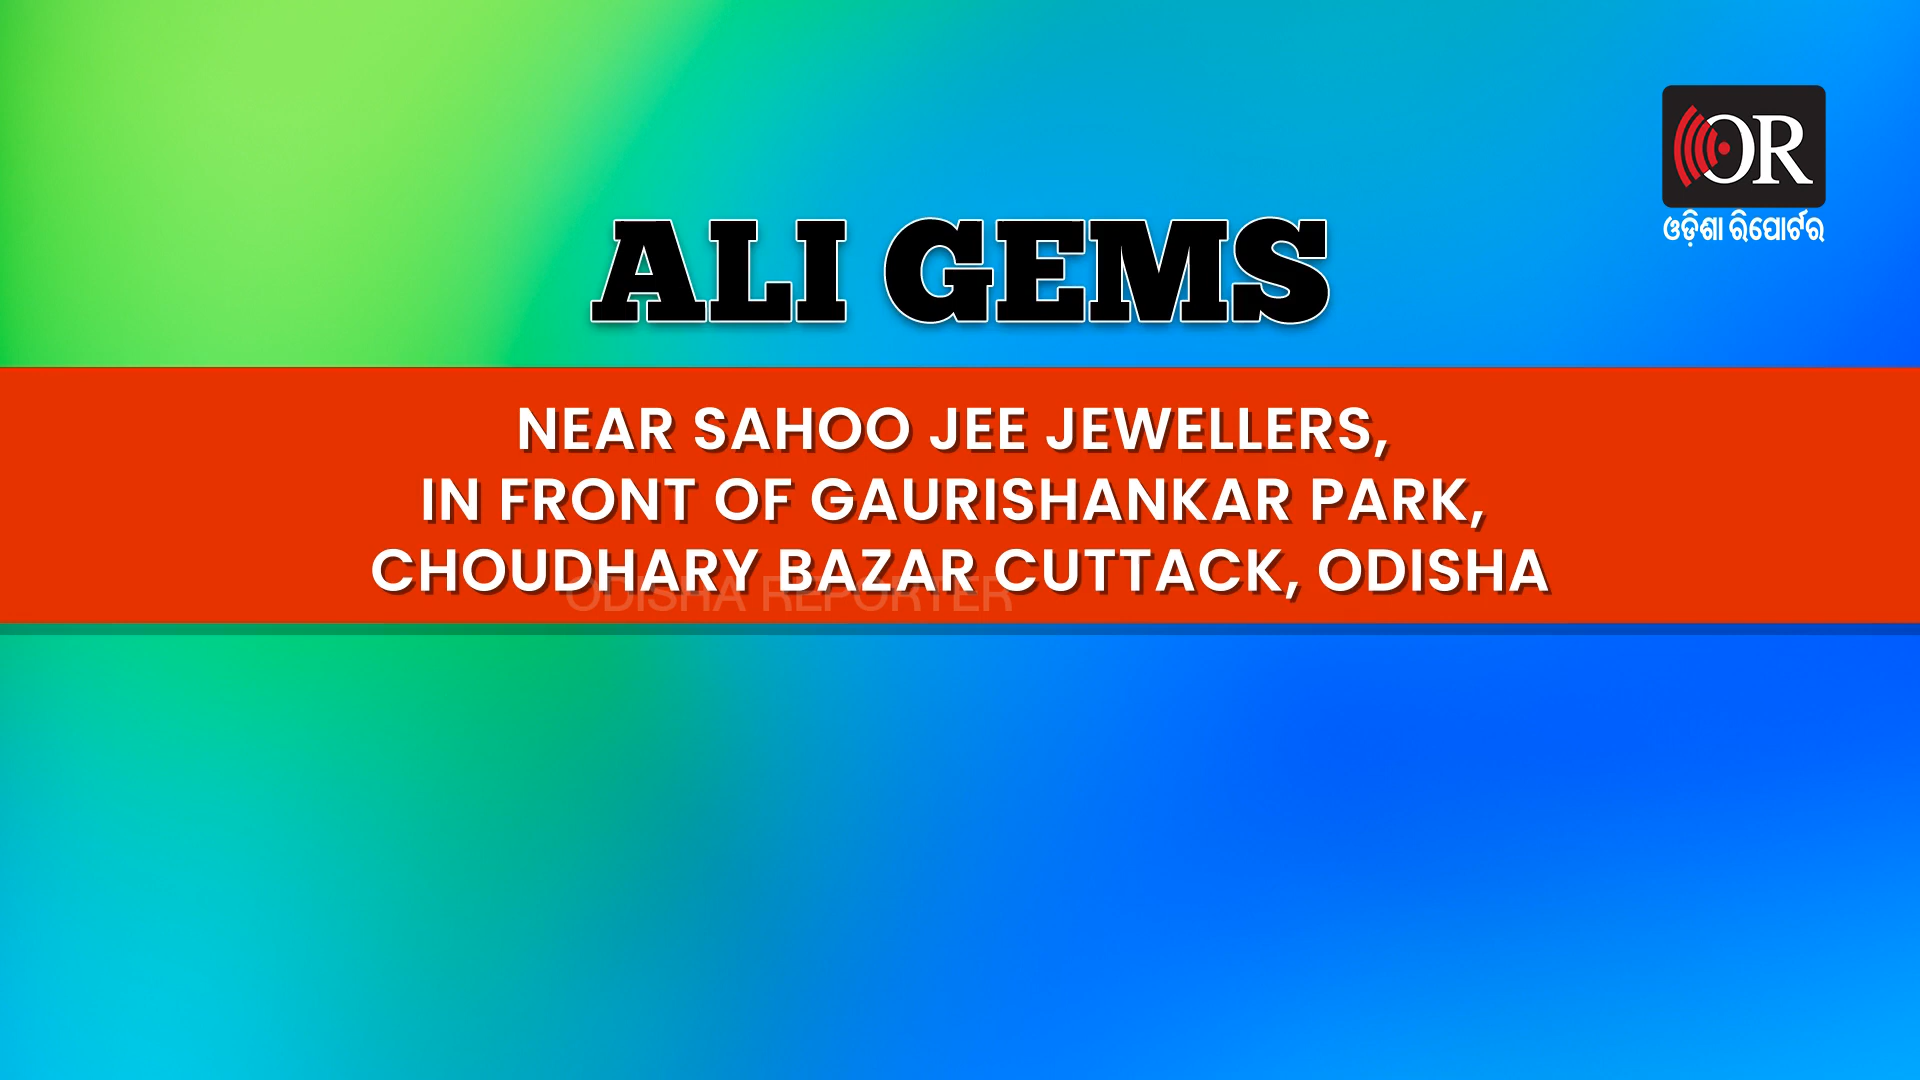 OR
ଓଡ଼ିଶା ରିପୋର୍ଟର
ALI GEMS
NEAR SAHOO JEE JEWELLERS,
IN FRONT OF GAURISHANKAR PARK,
CHOUDHARY BAZAR CUTTACK, ODISHA
ODISHA REPORTER